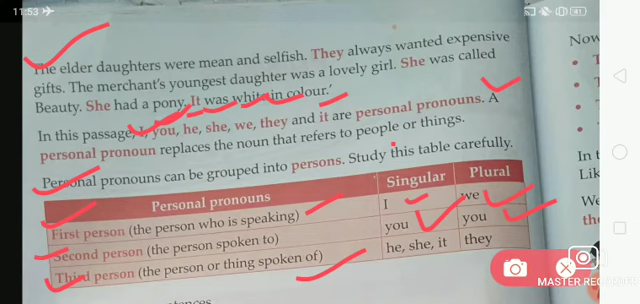 11:53
The elder daughters were mean and selfish. They always wanted expensive
gifts. The merchant's youngest daughter was a lovely girl. She was called
Beauty. She had a pony. It was white in colour.'
In this passage, I, you, he, she, we, they and it are personal pronouns. A
personal pronoun replaces the noun that refers to people or things.
Personal pronouns can be grouped into persons. Study this table carefully.
Personal pronouns Singular Plural
First person (the person who is speaking) I we
Second person (the person spoken to) you you
Third person (the person or thing spoken of) he, she, it they
Now
In t
Lik
We
the
MASTER RECORDER